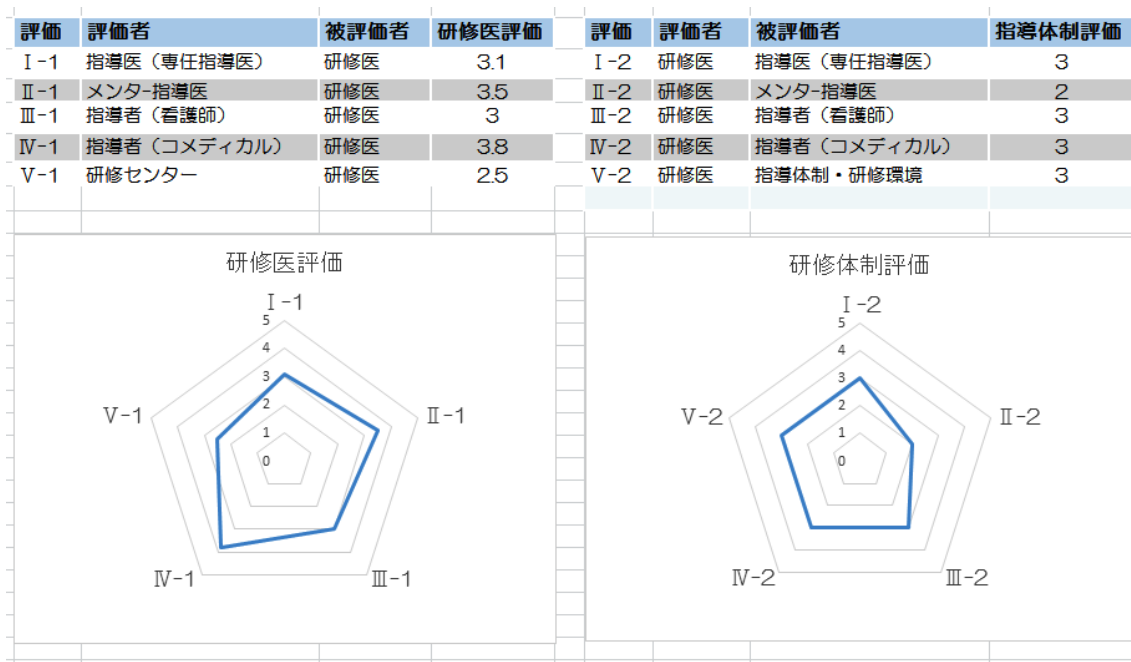 評価 評価者 被評価者 研修医評価
Ⅰ-1 指導医（専任指導医） 研修医 3.1
Ⅱ-1 メンター指導医 研修医 3.5
Ⅲ-1 指導者（看護師） 研修医 3
Ⅳ-1 指導者（コメディカル） 研修医 3.8
Ⅴ-1 研修センター 研修医 2.5
評価 評価者 被評価者 指導体制評価
Ⅰ-2 研修医 指導医（専任指導医） 3
Ⅱ-2 研修医 メンター指導医 2
Ⅲ-2 研修医 指導者（看護師） 3
Ⅳ-2 研修医 指導者（コメディカル） 3
Ⅴ-2 研修医 指導体制・研修環境 3
研修医評価
Ⅰ-1
5
4
3
2
1
0
Ⅴ-1 Ⅱ-1
Ⅳ-1 Ⅲ-1
研修体制評価
Ⅰ-2
5
4
3
2
1
0
Ⅴ-2 Ⅱ-2
Ⅳ-2 Ⅲ-2